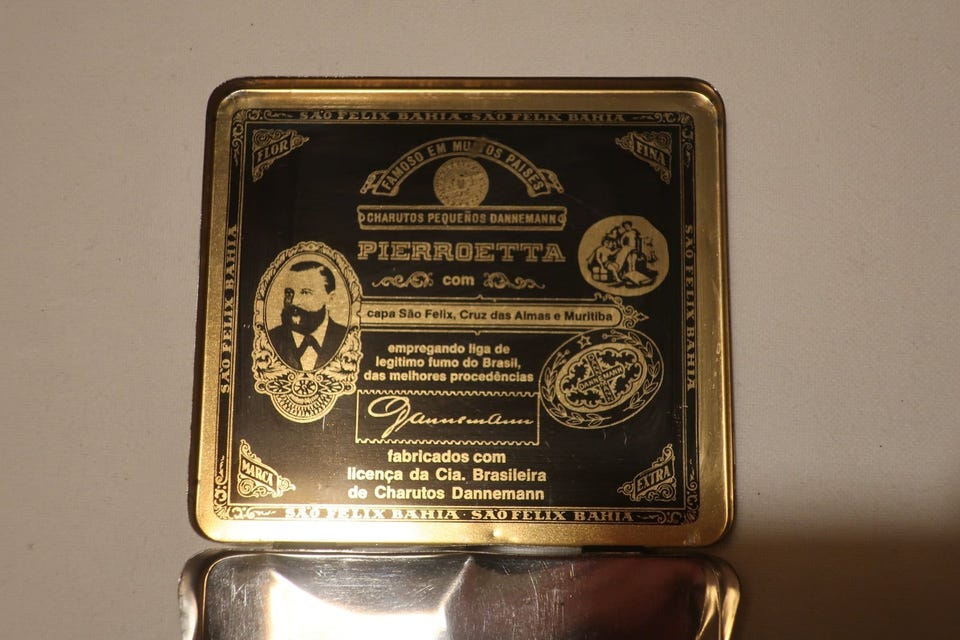 SÃO FELIX BAHIA · SÃO FELIX BAHIA
FLOR
FINA
FAMOSO EM MUITOS PAISES
CHARUTOS PEQUEÑOS DANNEMANN
PIERROETTA
com
capa São Felix, Cruz das Almas e Muritiba
empregando liga de
legitimo fumo do Brasil,
das melhores procedências
DANNEMANN
Dannemann
fabricados com
licença da Cia. Brasileira
de Charutos Dannemann
MARCA
EXTRA
SÃO FELIX BAHIA
SÃO FELIX BAHIA
SÃO FELIX BAHIA · SÃO FELIX BAHIA